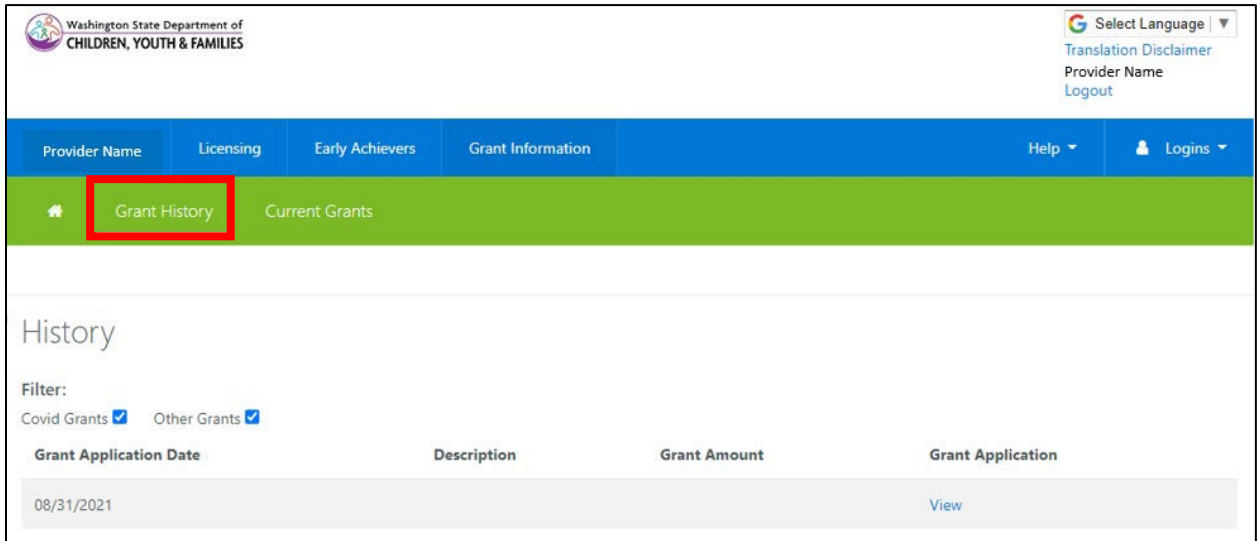 Washington State Department of
CHILDREN, YOUTH & FAMILIES
Select Language
Translation Disclaimer
Provider Name
Logout
Provider Name Licensing Early Achievers Grant Information Help Logins
Grant History Current Grants
History
Filter:
Covid Grants Other Grants
Grant Application Date Description Grant Amount Grant Application
08/31/2021 View